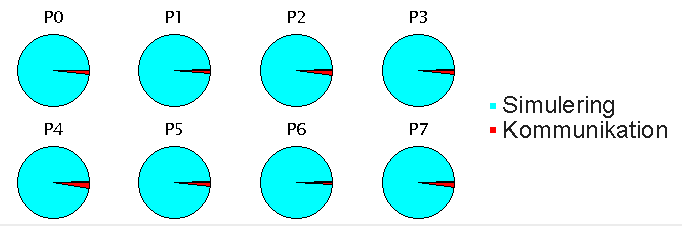 P0 P1 P2 P3
P4 P5 P6 P7
Simulering
Kommunikation